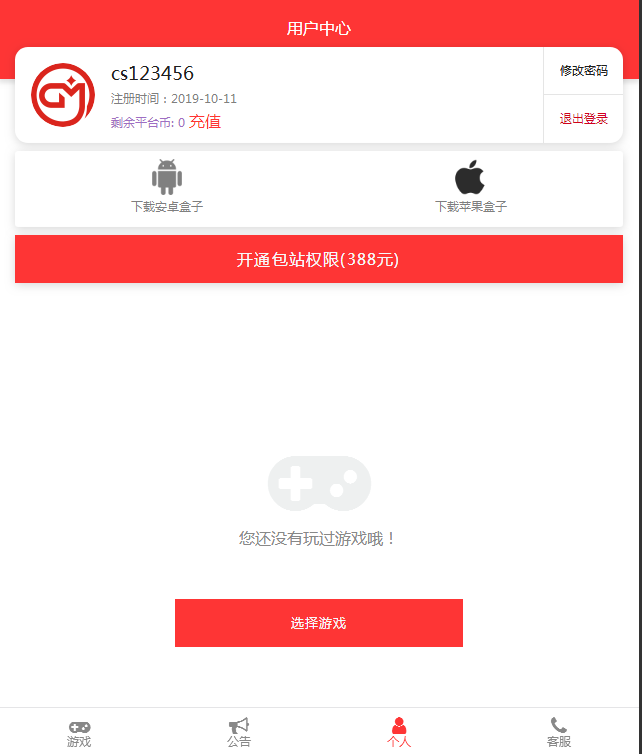 用户中心
cs123456
注册时间：2019-10-11
剩余平台币: 0 充值
修改密码
退出登录
下载安卓盒子
下载苹果盒子
开通包站权限(388元)
您还没有玩过游戏哦！
选择游戏
游戏
公告
个人
客服